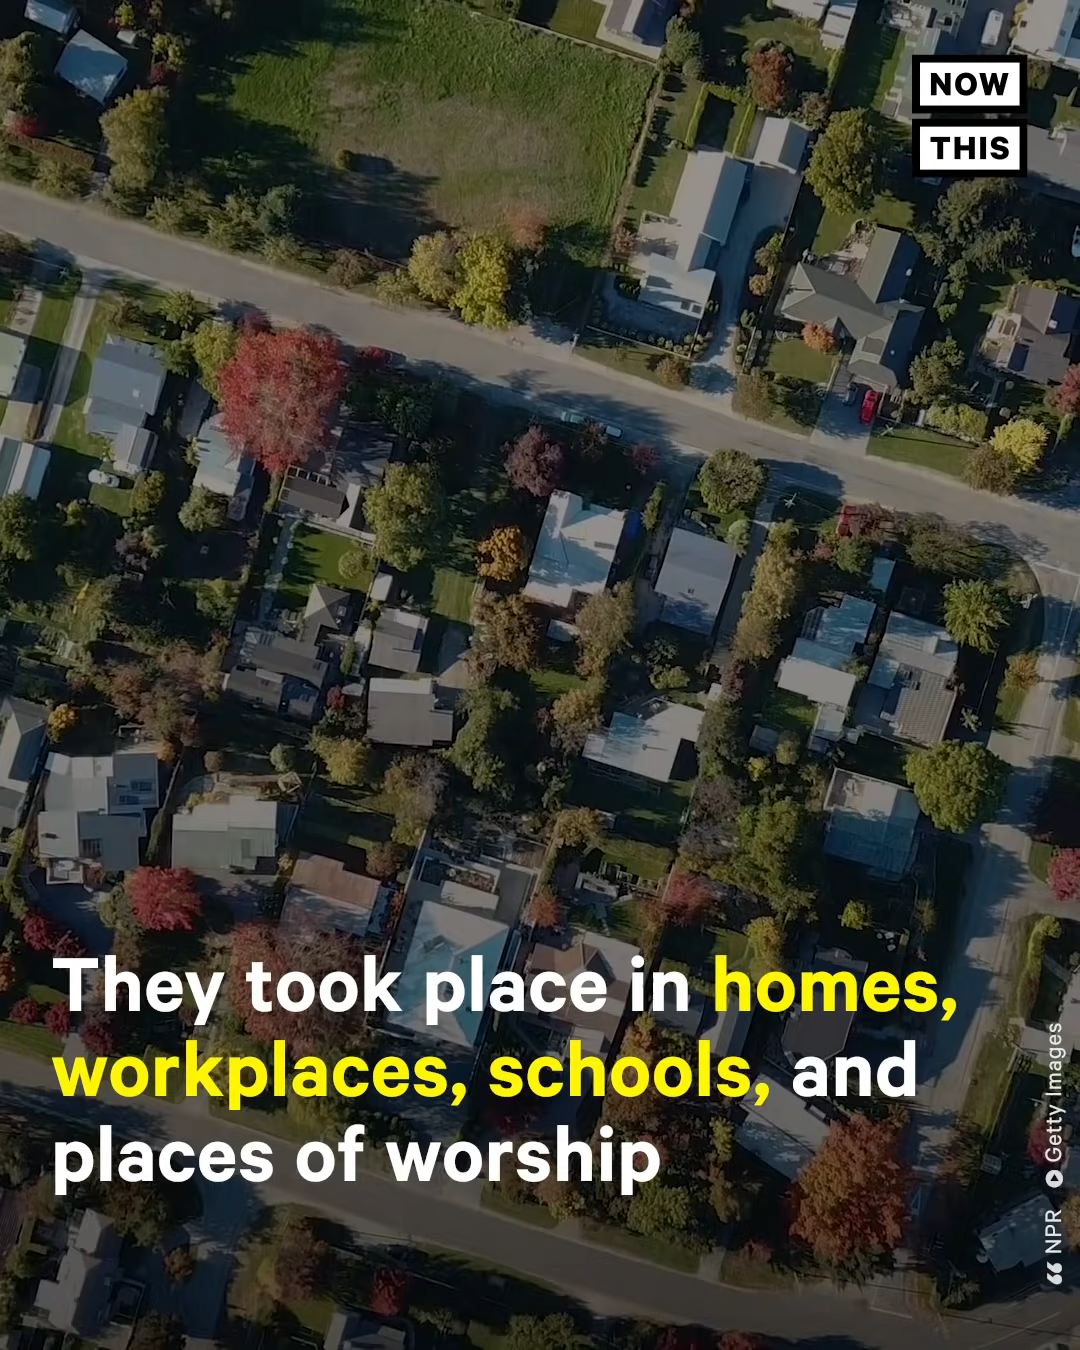 NOW
THIS
They took place in homes,
workplaces, schools, and
places of worship
NPR Getty Images